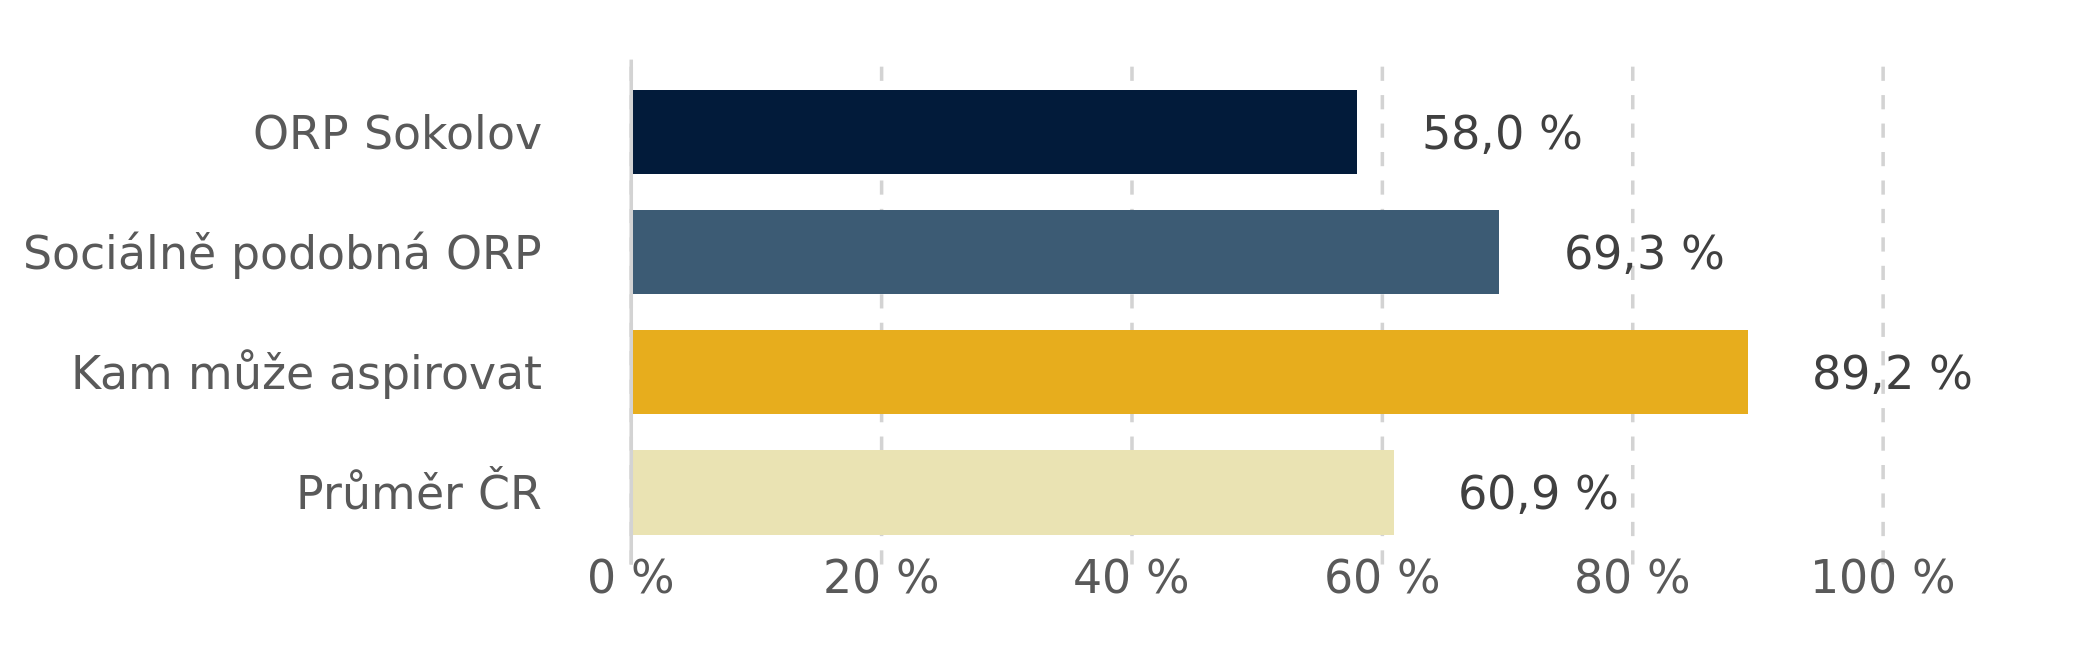 ORP Sokolov 58,0 %
Sociálně podobná ORP 69,3 %
Kam může aspirovat 89,2 %
Průměr ČR 60,9 %
0 % 20 % 40 % 60 % 80 % 100 %